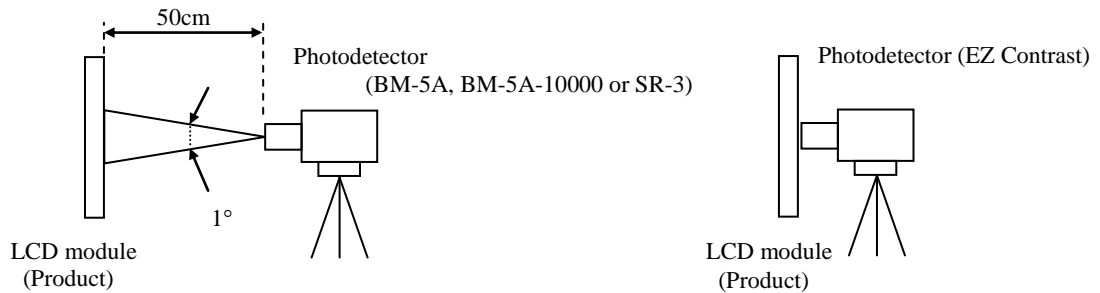 50cm
Photodetector
(BM-5A, BM-5A-10000 or SR-3)
1°
LCD module
(Product)
Photodetector (EZ Contrast)
LCD module
(Product)